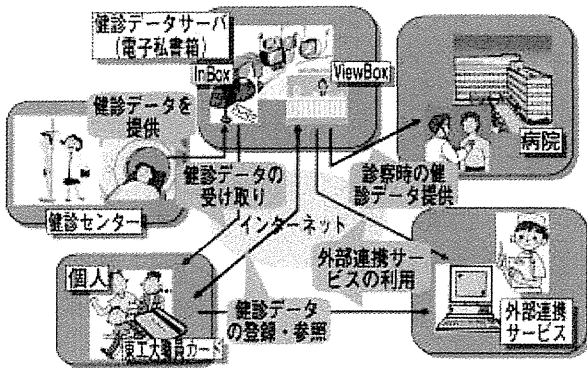 健診データサーバ
(電子私書箱)
InBox
ViewBox
健診データを
提供
健診センター
病院
健診データの
受け取り
診察時の健
診データ提供
インターネット
個人
外部連携サー
ビスの利用
健診データ
の登録・参照
東工大職員カード
外部連携
サービス